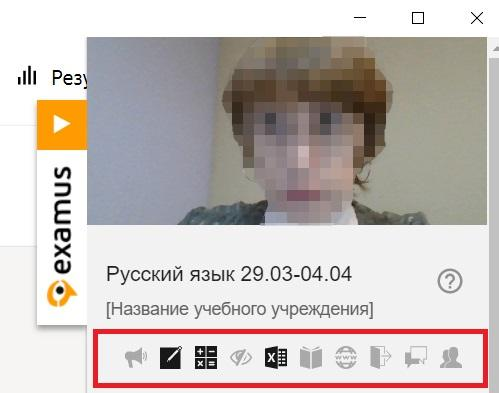 Резу
examus
Русский язык 29.03-04.04
[Название учебного учреждения]